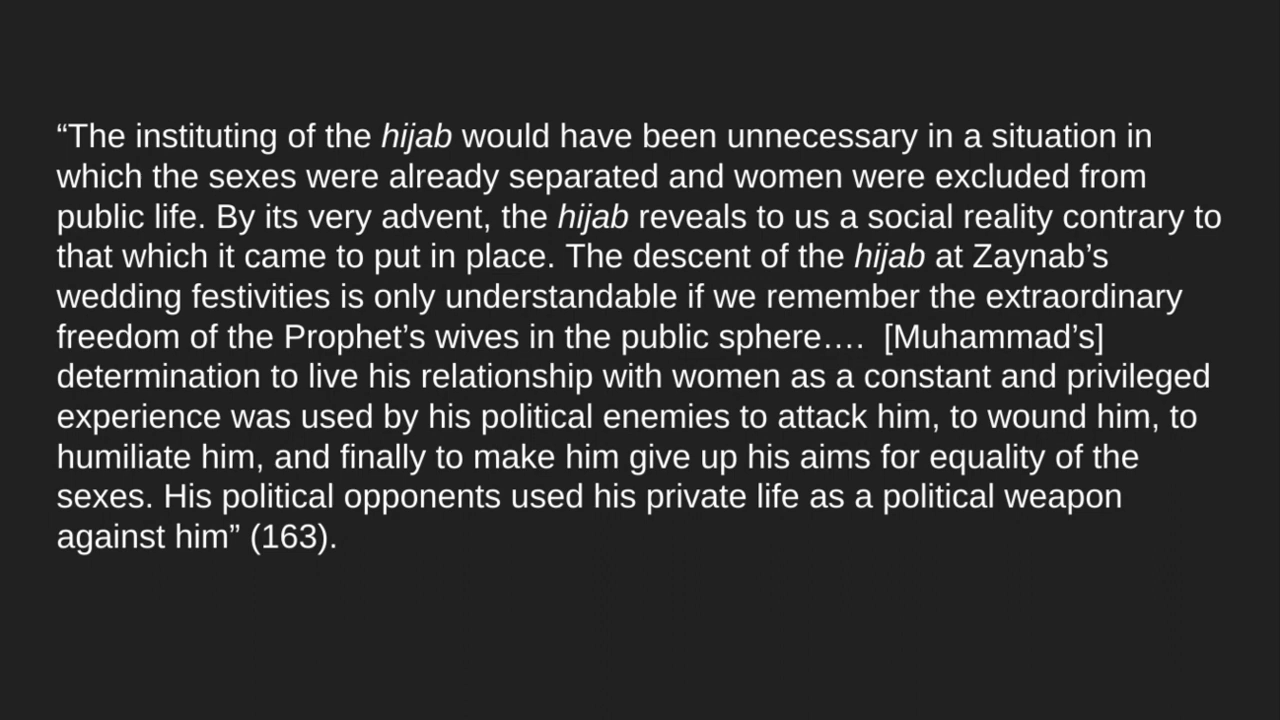 “The instituting of the hijab would have been unnecessary in a situation in
which the sexes were already separated and women were excluded from
public life. By its very advent, the hijab reveals to us a social reality contrary to
that which it came to put in place. The descent of the hijab at Zaynab’s
wedding festivities is only understandable if we remember the extraordinary
freedom of the Prophet’s wives in the public sphere…. [Muhammad’s]
determination to live his relationship with women as a constant and privileged
experience was used by his political enemies to attack him, to wound him, to
humiliate him, and finally to make him give up his aims for equality of the
sexes. His political opponents used his private life as a political weapon
against him” (163).